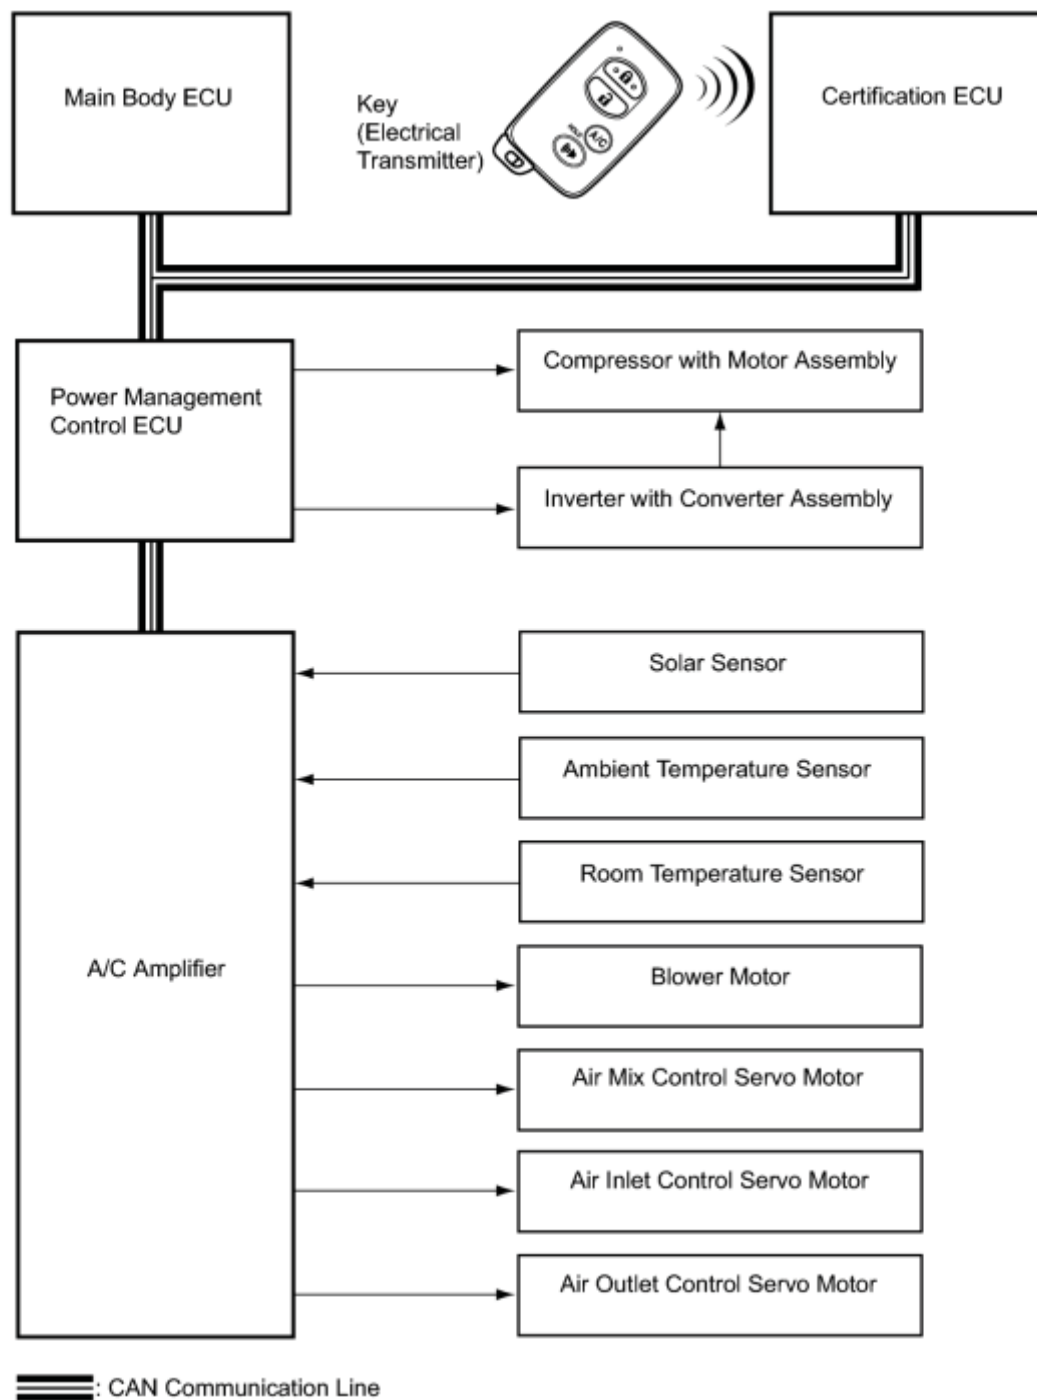 Main Body ECU
Key
(Electrical
Transmitter)
HOLD
A/C
Certification ECU
Power Management
Control ECU
Compressor with Motor Assembly
Inverter with Converter Assembly
A/C Amplifier
Solar Sensor
Ambient Temperature Sensor
Room Temperature Sensor
Blower Motor
Air Mix Control Servo Motor
Air Inlet Control Servo Motor
Air Outlet Control Servo Motor
: CAN Communication Line